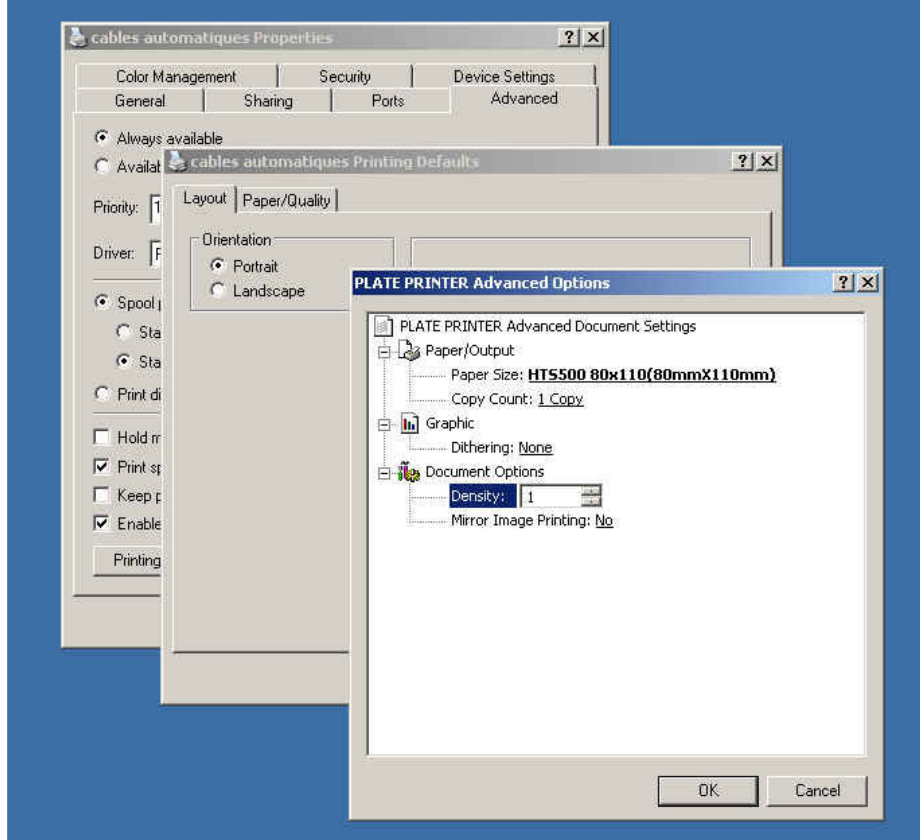 cables automatiques Properties
Color Management Security Device Settings
General Sharing Ports Advanced
Always available
Availal
Priority: 1
Driver:
Spool
Sta
Sta
Print di
Hold m
Print sp
Keep p
Enable
Printing
cables automatiques Printing Defaults
Layout Paper/Quality
Orientation
Portrait
Landscape
PLATE PRINTER Advanced Options
PLATE PRINTER Advanced Document Settings
Paper/Output
Paper Size: HTS500 80x110(80mmX110mm)
Copy Count: 1 Copy
Graphic
Dithering: None
Document Options
Density: 1
Mirror Image Printing: No
OK Cancel